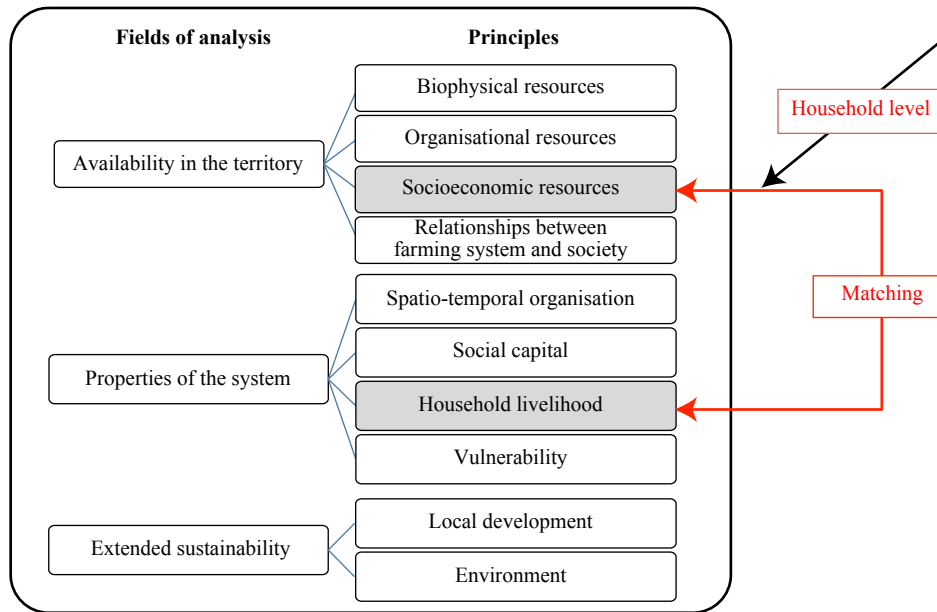 Fields of analysis
Principles
Availability in the territory
Biophysical resources
Organisational resources
Socioeconomic resources
Relationships between
farming system and society
Properties of the system
Spatio-temporal organisation
Social capital
Household livelihood
Vulnerability
Extended sustainability
Local development
Environment
Household level
Matching